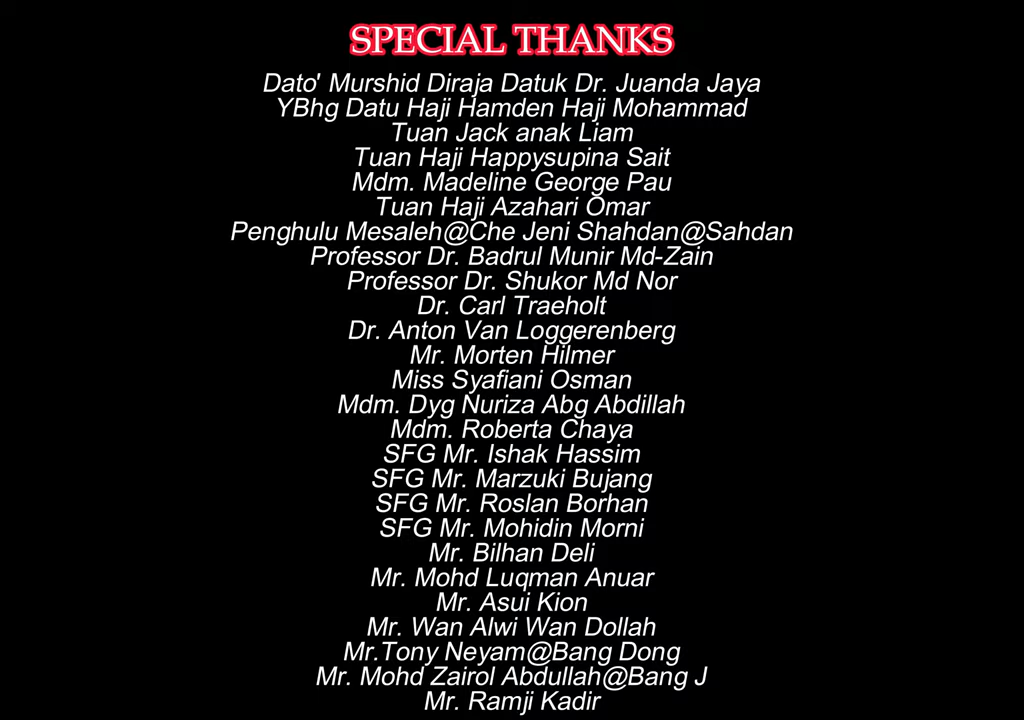 SPECIAL THANKS
Dato' Murshid Diraja Datuk Dr. Juanda Jaya
YBhg Datu Haji Hamden Haji Mohammad
Tuan Jack anak Liam
Tuan Haji Happysupina Sait
Mdm. Madeline George Pau
Tuan Haji Azahari Omar
Penghulu Mesaleh@Che Jeni Shahdan@Sahdan
Professor Dr. Badrul Munir Md-Zain
Professor Dr. Shukor Md Nor
Dr. Carl Traeholt
Dr. Anton Van Loggerenberg
Mr. Morten Hilmer
Miss Syafiani Osman
Mdm. Dyg Nuriza Abg Abdillah
Mdm. Roberta Chaya
SFG Mr. Ishak Hassim
SFG Mr. Marzuki Bujang
SFG Mr. Roslan Borhan
SFG Mr. Mohidin Morni
Mr. Bilhan Deli
Mr. Mohd Luqman Anuar
Mr. Asui Kion
Mr. Wan Alwi Wan Dollah
Mr.Tony Neyam@Bang Dong
Mr. Mohd Zairol Abdullah@Bang J
Mr. Ramji Kadir